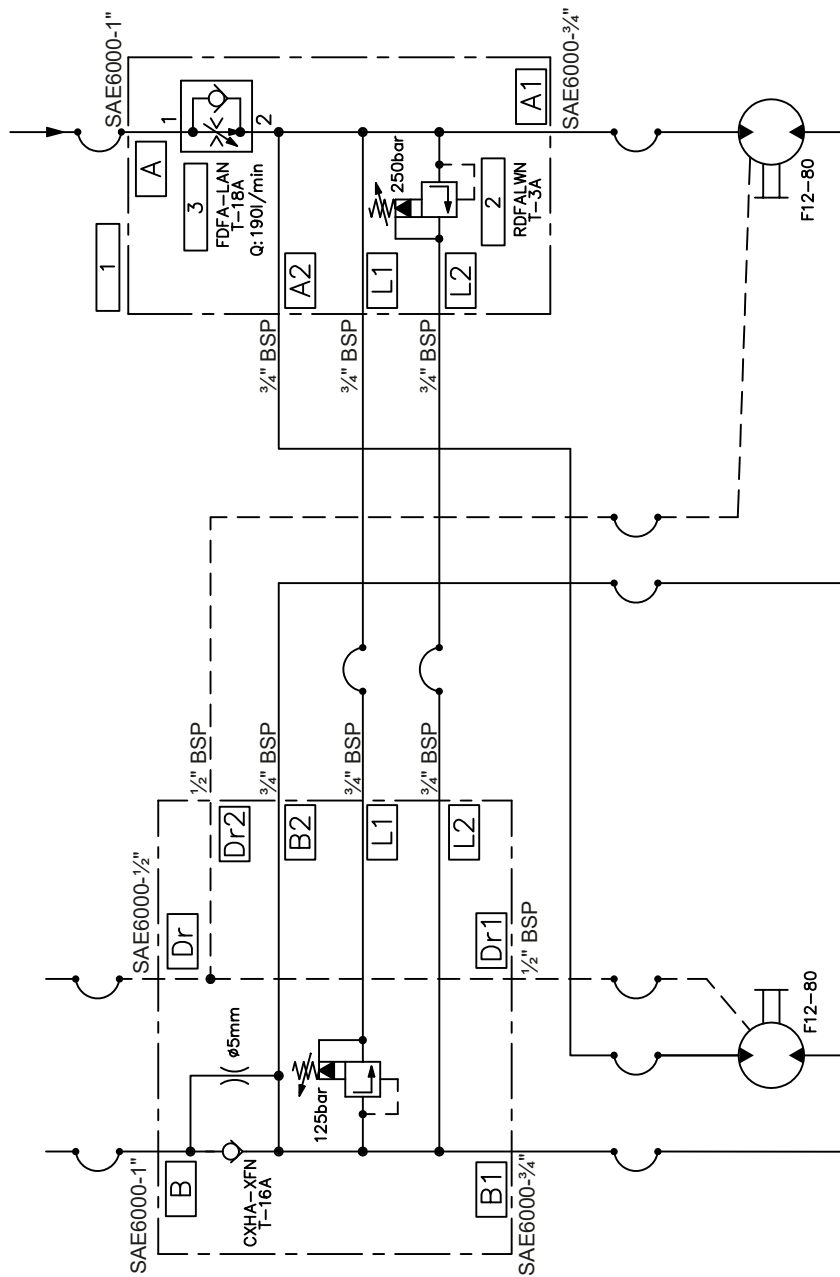 SAE6000-1"
1
A
1
2
3
FDFA-LAN
T-18A
Q:190l/min
A2
L1
L2
250bar
2
RDFALWN
T-3A
A1
SAE6000-¾"
¾" BSP
¾" BSP
¾" BSP
F12-80
½" BSP
¾" BSP
¾" BSP
¾" BSP
SAE6000-½"
Dr
Dr2
B2
L1
L2
Dr1
½" BSP
ø5mm
125bar
SAE6000-1"
B
CXHA-XFN
T-16A
B1
SAE6000-¾"
F12-80